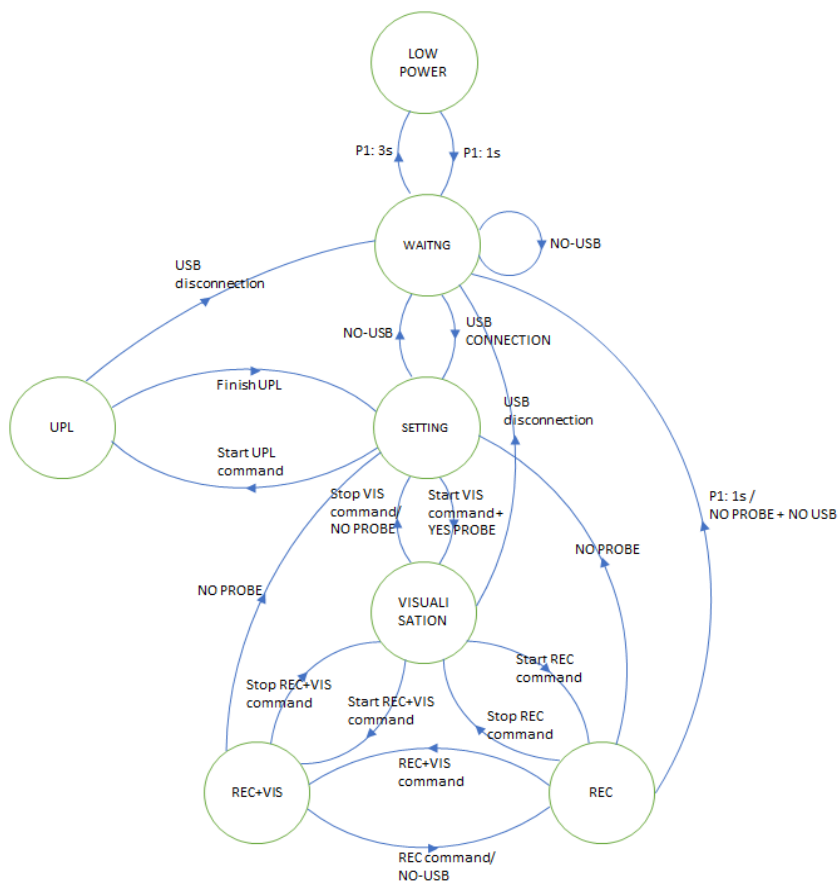 LOW
POWER
P1: 3s
P1: 1s
WAITNG
NO-USB
USB
disconnection
NO-USB
USB
CONNECTION
Finish UPL
UPL
SETTING
USB
disconnection
Start UPL
command
Stop VIS
command/
NO PROBE
Start VIS
command+
YES PROBE
P1: 1s /
NO PROBE + NO USB
NO PROBE
NO PROBE
VISUALI
SATION
Start REC
command
Stop REC+VIS
command
Start REC+VIS
command
Stop REC
command
REC+VIS
command
REC+VIS
REC
REC command/
NO-USB